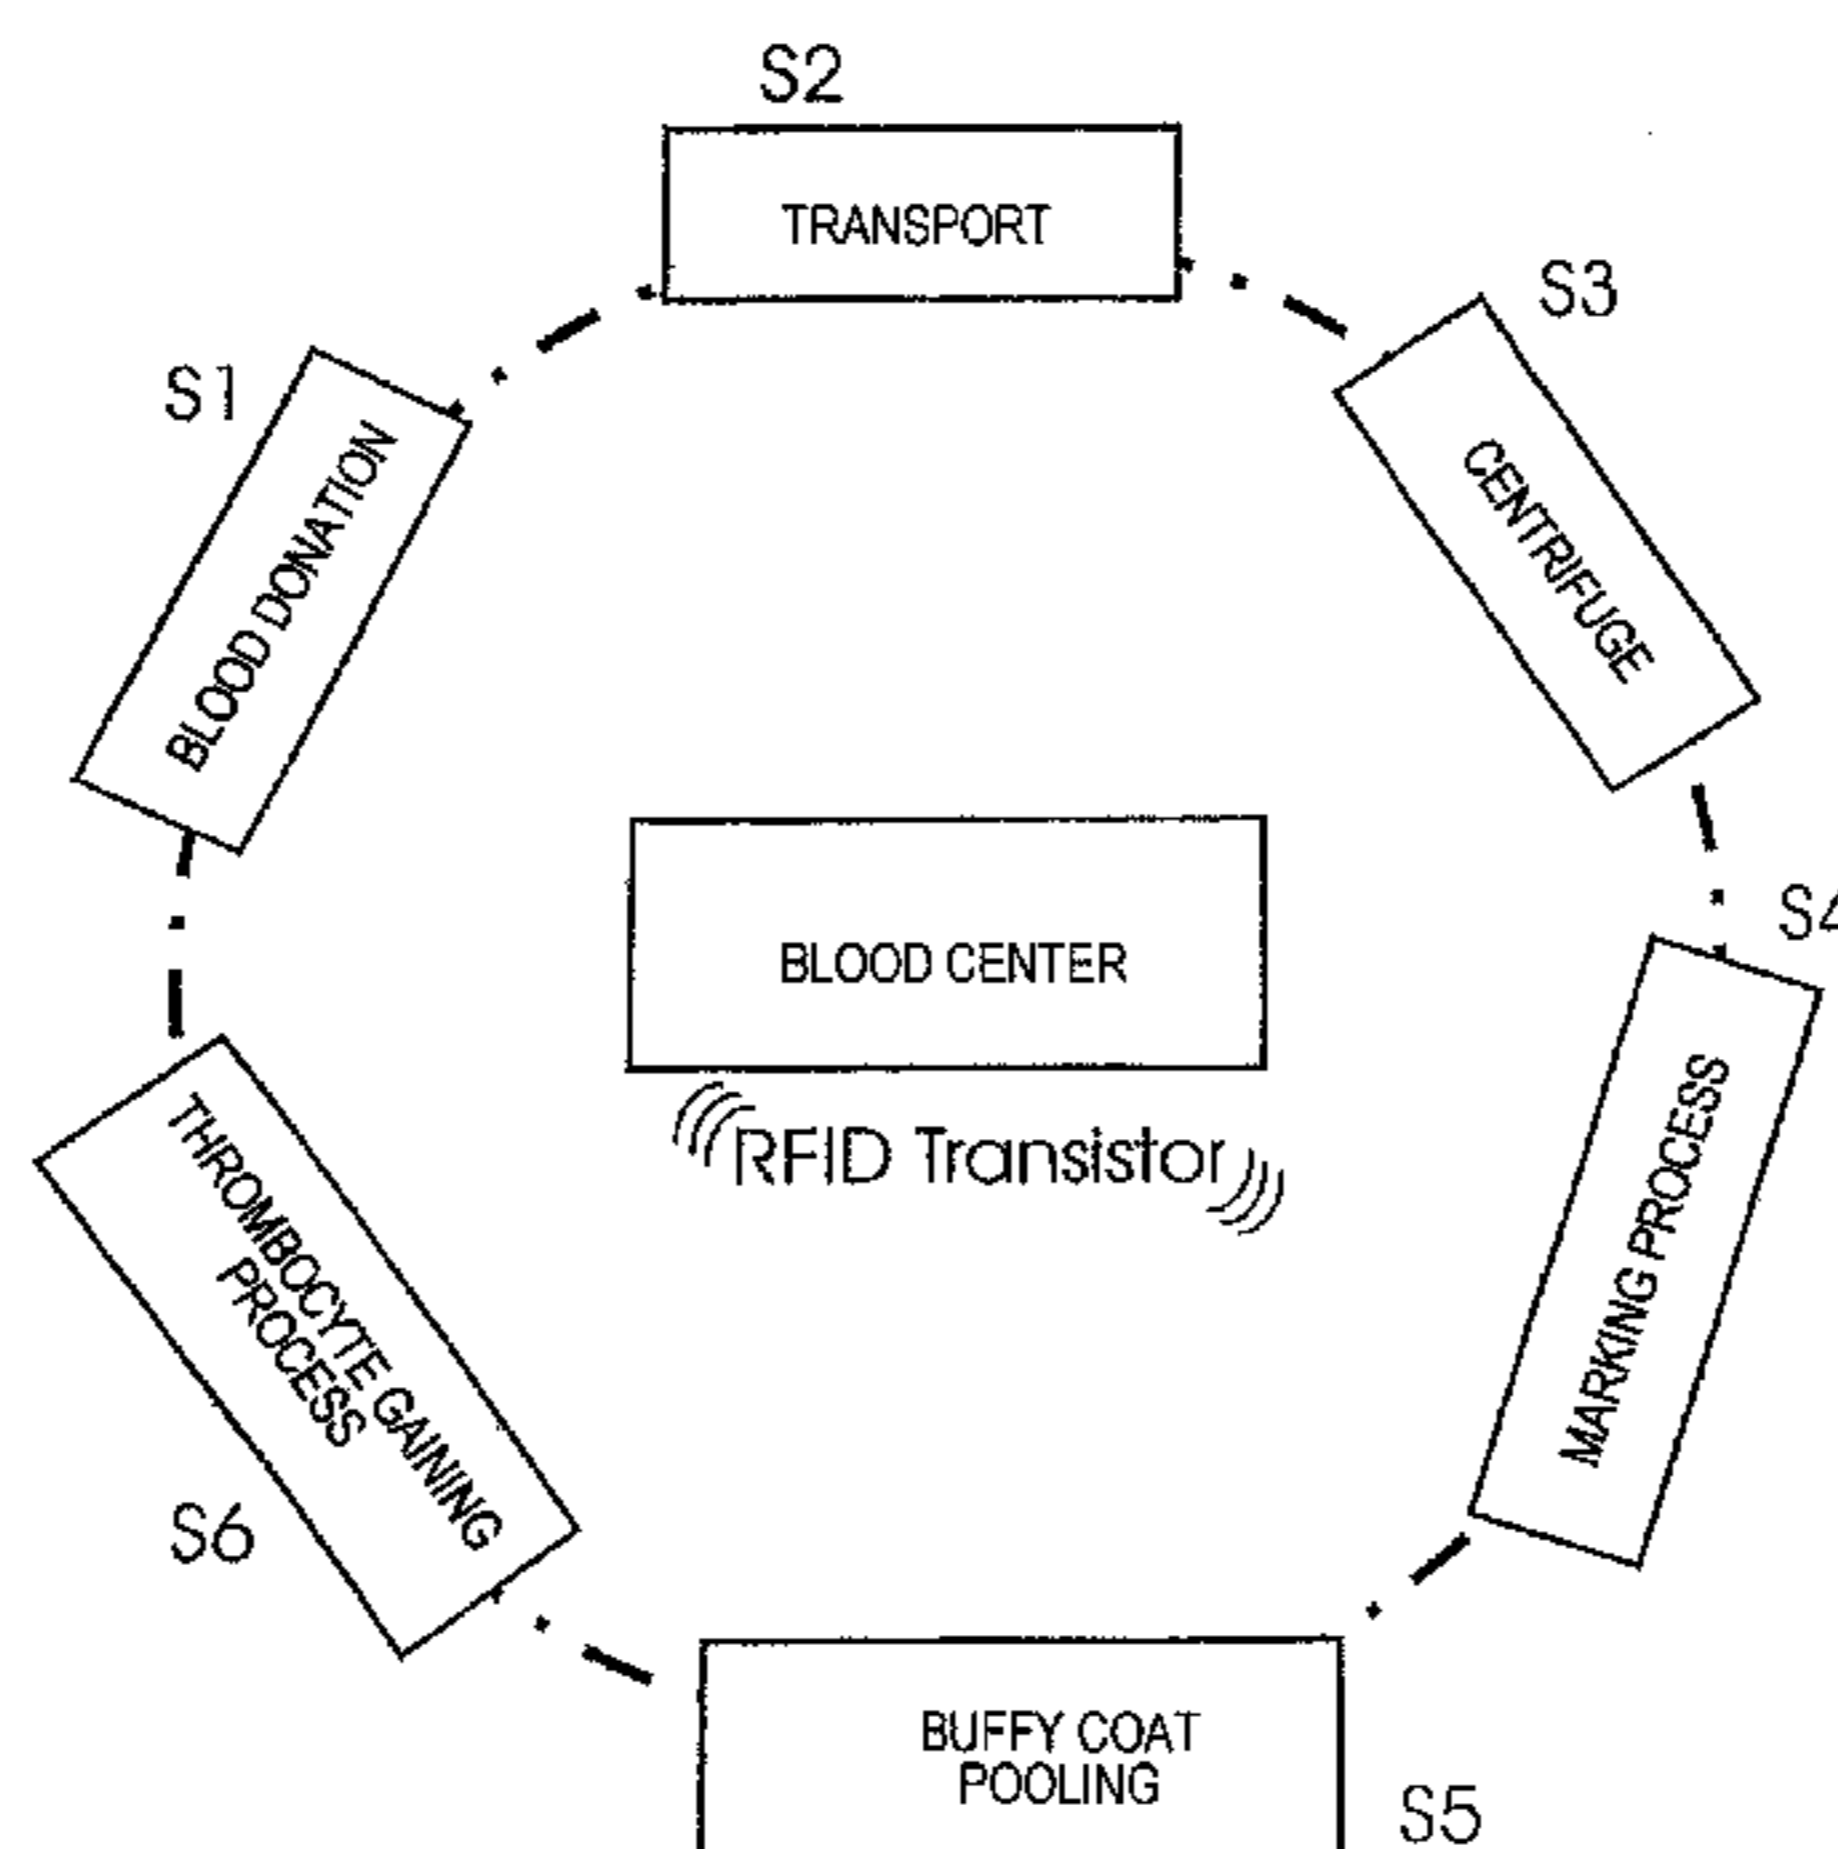 S2
TRANSPORT
S3
CENTRIFUGE
S1
BLOOD DONATION
BLOOD CENTER
RFID Transistor
S4
MARKING PROCESS
THROMBOCYTE GAINING
PROCESS
S6
BUFFY COAT
POOLING
S5